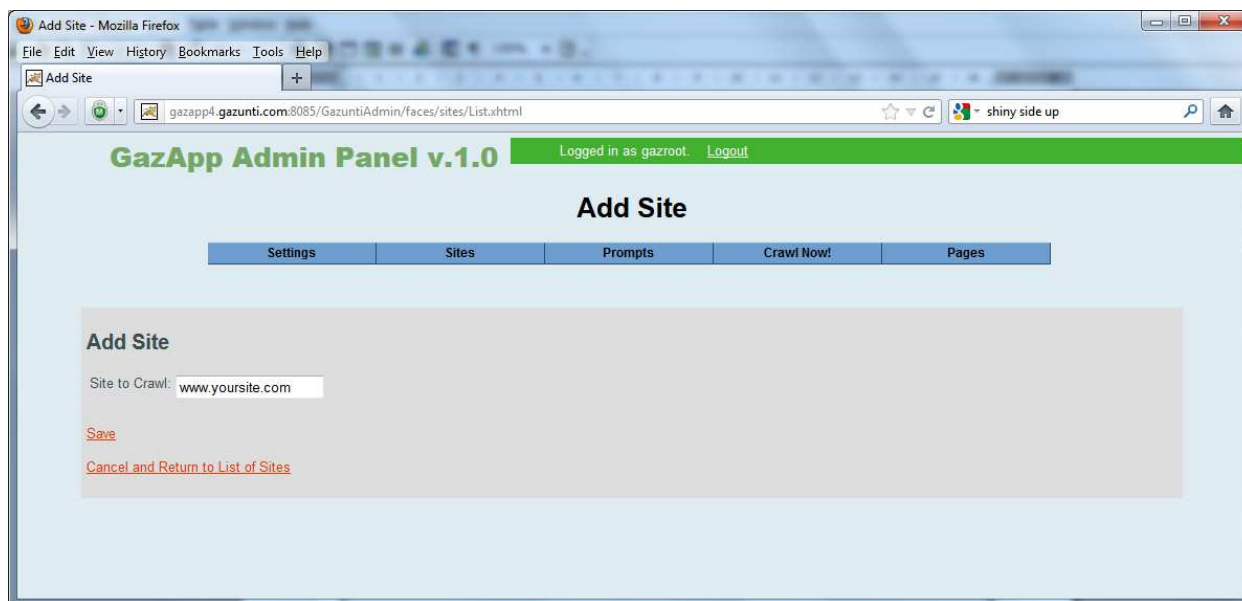 Add Site - Mozilla Firefox
File Edit View History Bookmarks Tools Help
Add Site
gazapp4.gazunti.com:8085/GazuntiAdmin/faces/sites/List.xhtml
shiny side up
GazApp Admin Panel v.1.0
Logged in as gazroot. Logout
Add Site
Settings Sites Prompts Crawl Now! Pages
Add Site
Site to Crawl: www.yoursite.com
Save
Cancel and Return to List of Sites